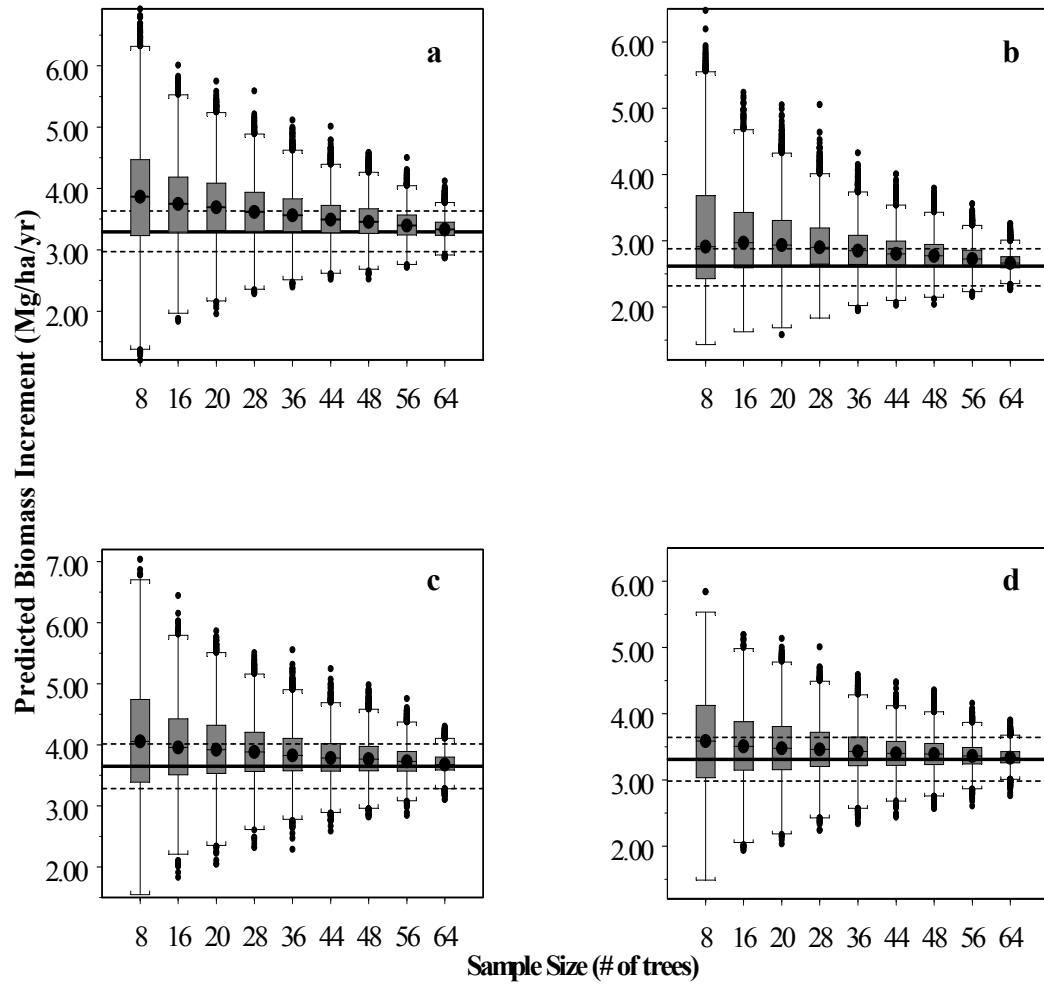 Predicted Biomass Increment (Mg/ha/yr)
a
6.00
5.00
4.00
3.00
2.00
8 16 20 28 36 44 48 56 64
b
6.00
5.00
4.00
3.00
2.00
8 16 20 28 36 44 48 56 64
c
7.00
6.00
5.00
4.00
3.00
2.00
8 16 20 28 36 44 48 56 64
d
6.00
5.00
4.00
3.00
2.00
8 16 20 28 36 44 48 56 64
Sample Size (# of trees)